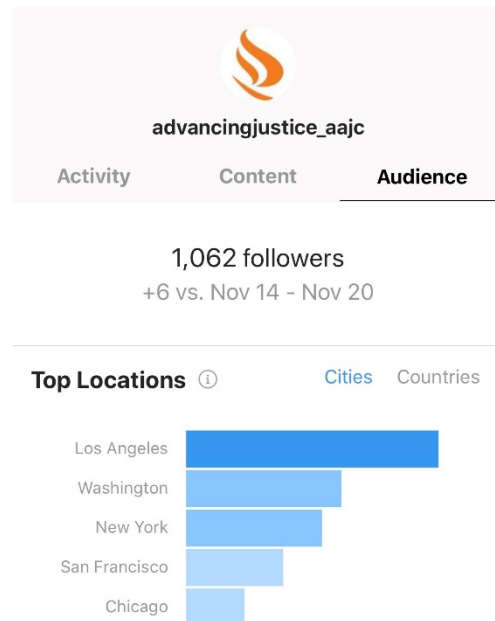 advancingjustice_aajc
Activity Content Audience
1,062 followers
+6 vs. Nov 14 - Nov 20
Top Locations Cities Countries
Los Angeles
Washington
New York
San Francisco
Chicago